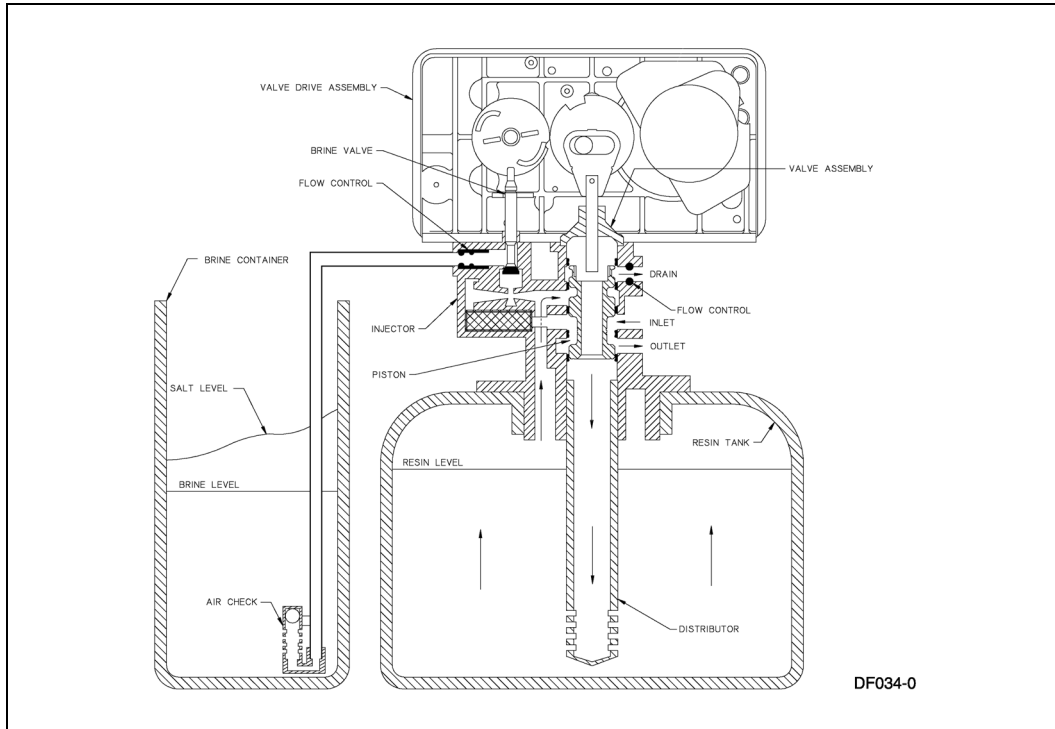 VALVE DRIVE ASSEMBLY
BRINE VALVE
FLOW CONTROL
VALVE ASSEMBLY
BRINE CONTAINER
DRAIN
FLOW CONTROL
INJECTOR
INLET
OUTLET
PISTON
SALT LEVEL
RESIN TANK
RESIN LEVEL
BRINE LEVEL
AIR CHECK
DISTRIBUTOR
DF034-0